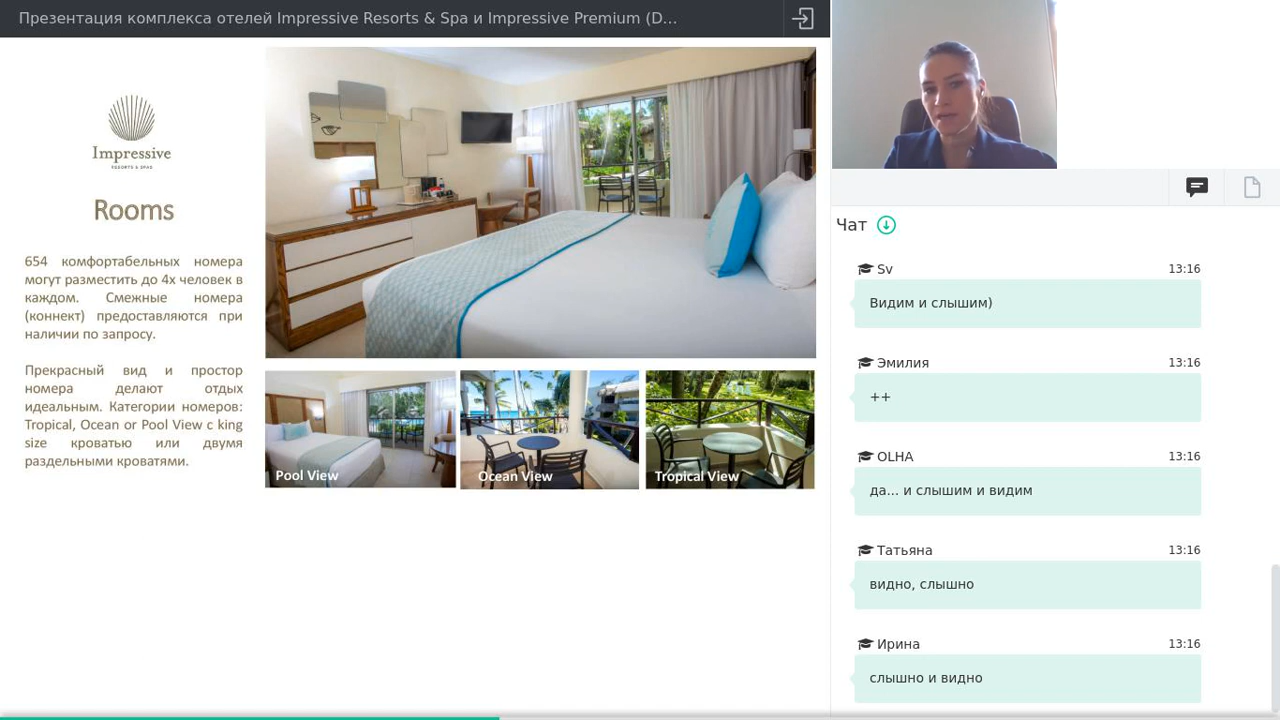 Презентация комплекса отелей Impressive Resorts & Spa и Impressive Premium (D...
Impressive
RESORTS & SPAS
Rooms
654 комфортабельных номера
могут разместить до 4х человек в
каждом. Смежные номера
(коннект) предоставляются при
наличии по запросу.
Прекрасный вид и простор
номера делают отдых
идеальным. Категории номеров:
Tropical, Ocean or Pool View с king
size кроватью или двумя
раздельными кроватями.
Pool View
Ocean View
Tropical View
Чат
Sv 13:16
Видим и слышим)
Эмилия 13:16
++
OLHA 13:16
да... и слышим и видим
Татьяна 13:16
видно, слышно
Ирина 13:16
слышно и видно